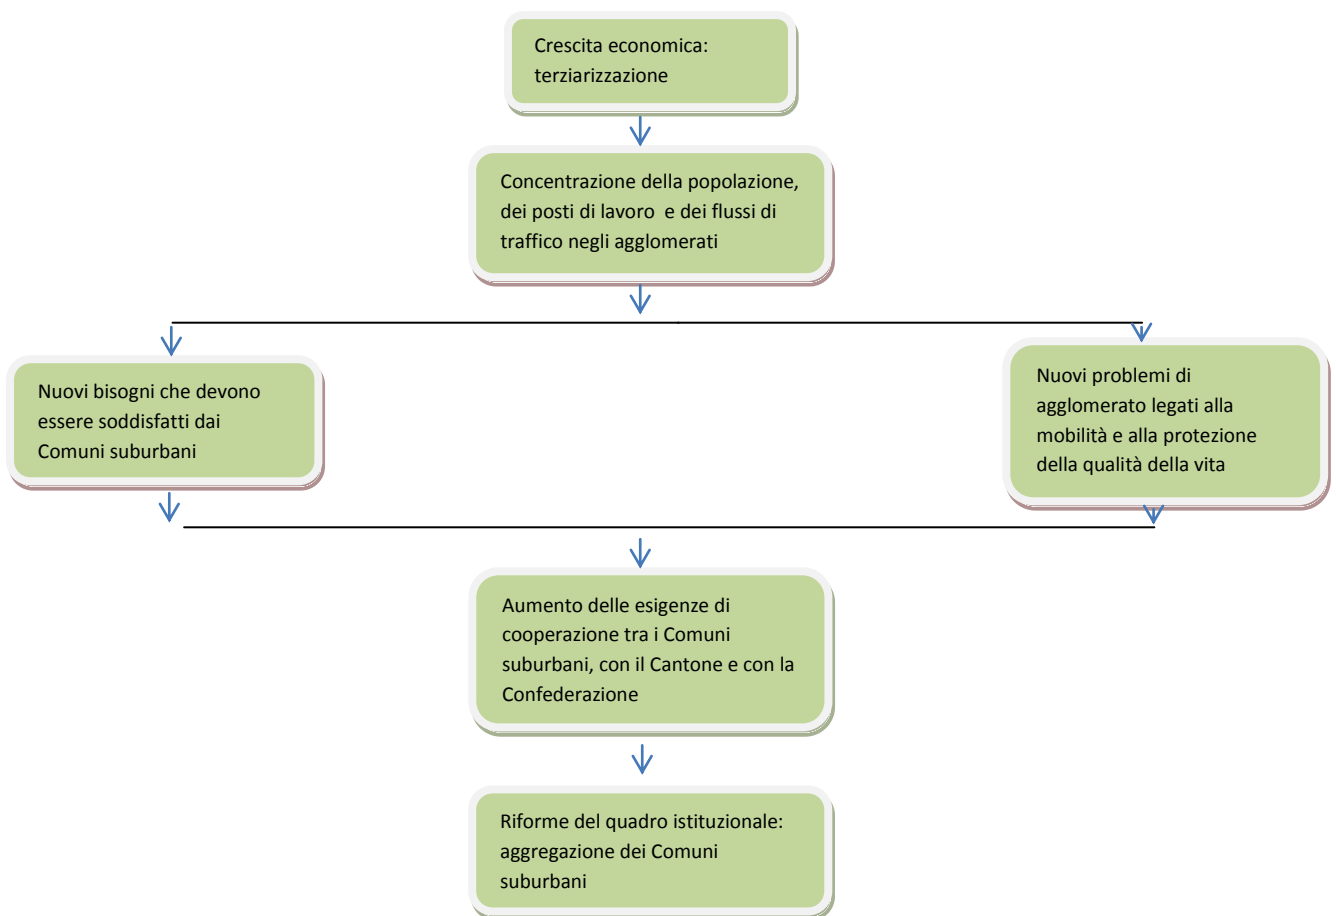 Crescita economica:
terziarizzazione
Concentrazione della popolazione,
dei posti di lavoro  e dei flussi di
traffico negli agglomerati
Nuovi bisogni che devono
essere soddisfatti dai
Comuni suburbani
Nuovi problemi di
agglomerato legati alla
mobilità e alla protezione
della qualità della vita
Aumento delle esigenze di
cooperazione tra i Comuni
suburbani, con il Cantone e con la
Confederazione
Riforme del quadro istituzionale:
aggregazione dei Comuni
suburbani